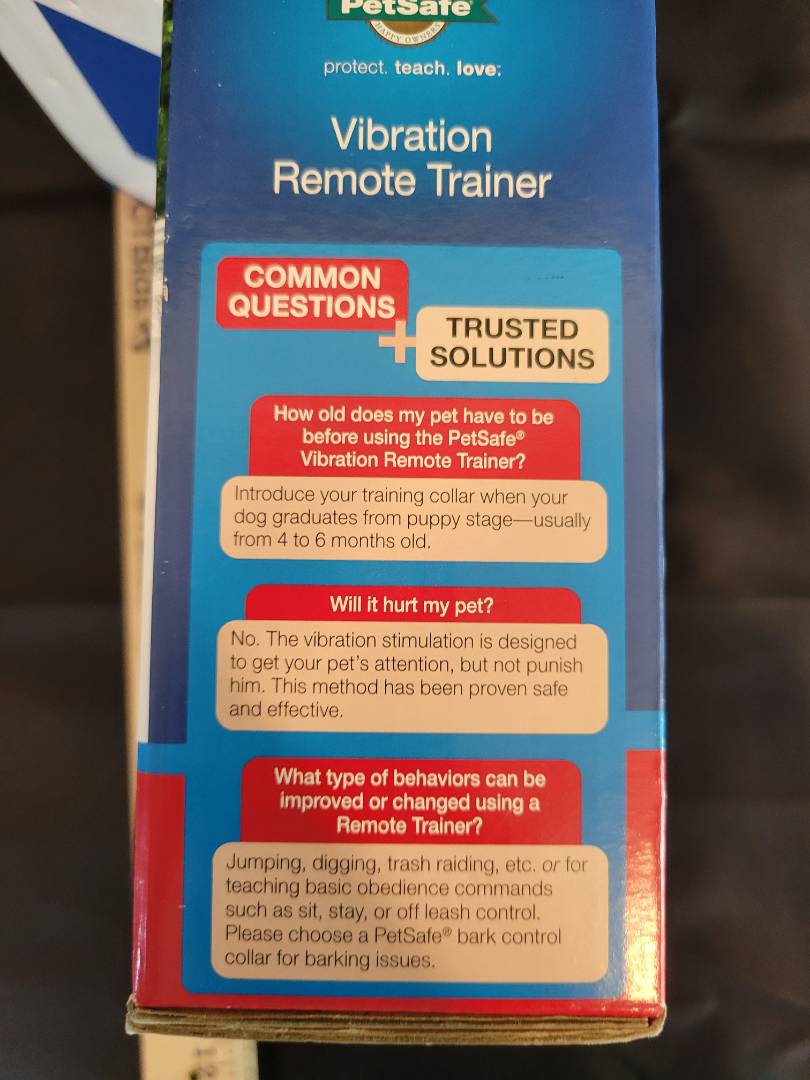 PetSafe
HAPPY OWNERS
protect. teach. love.
Vibration
Remote Trainer
COMMON
QUESTIONS
+
TRUSTED
SOLUTIONS
How old does my pet have to be
before using the PetSafe®
Vibration Remote Trainer?
Introduce your training collar when your
dog graduates from puppy stage—usually
from 4 to 6 months old.
Will it hurt my pet?
No. The vibration stimulation is designed
to get your pet's attention, but not punish
him. This method has been proven safe
and effective.
What type of behaviors can be
improved or changed using a
Remote Trainer?
Jumping, digging, trash raiding, etc. or for
teaching basic obedience commands
such as sit, stay, or off leash control.
Please choose a PetSafe® bark control
collar for barking issues.